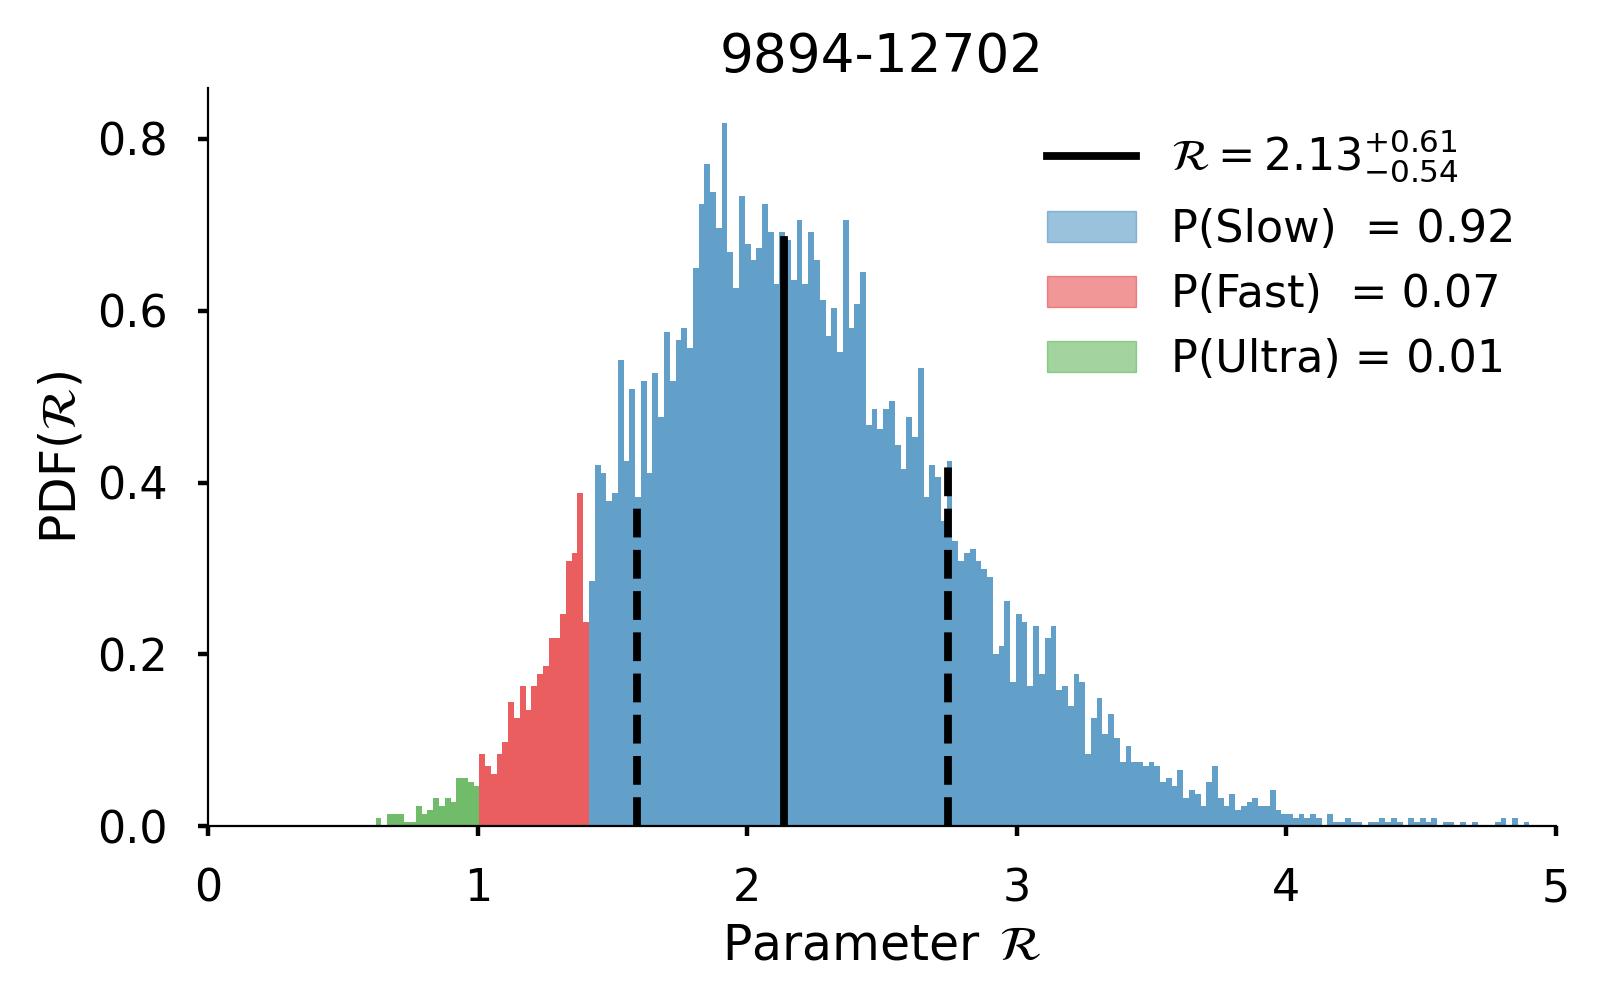 9894-12702
ℛ = 2.13+0.61−0.54
P(Slow) = 0.92
P(Fast) = 0.07
P(Ultra) = 0.01
PDF(ℛ)
0.8
0.6
0.4
0.2
0.0
0 1 2 3 4 5
Parameter ℛ